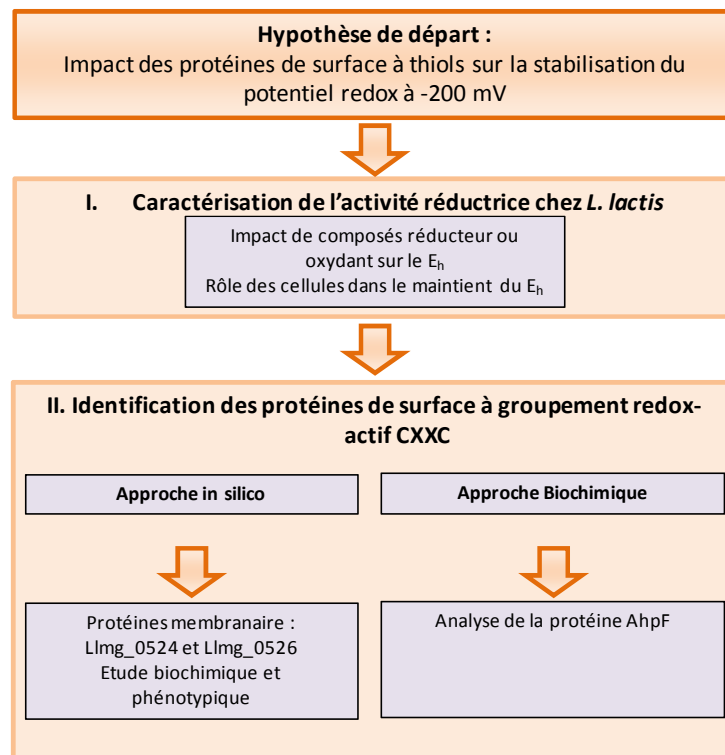 Hypothèse de départ :
Impact des protéines de surface à thiols sur la stabilisation du
potentiel redox à -200 mV
I. Caractérisation de l'activité réductrice chez L. lactis
Impact de composés réducteur ou
oxydant sur le Eh
Rôle des cellules dans le maintient du Eh
II. Identification des protéines de surface à groupement redox-
actif CXXC
Approche in silico
Approche Biochimique
Protéines membranaire :
Llmg_0524 et Llmg_0526
Etude biochimique et
phénotypique
Analyse de la protéine AhpF